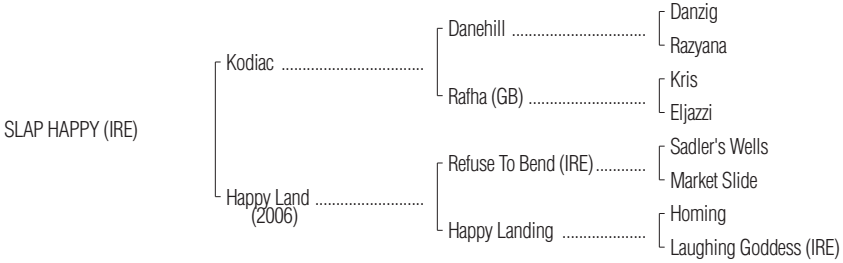 Danzig
Danehill ................................
Razyana
Kodiac ..................................
Kris
Rafha (GB) ............................
Eljazzi
SLAP HAPPY (IRE)
Sadler's Wells
Refuse To Bend (IRE)............
Market Slide
Happy Land ..........................
(2006)
Homing
Happy Landing ....................
Laughing Goddess (IRE)